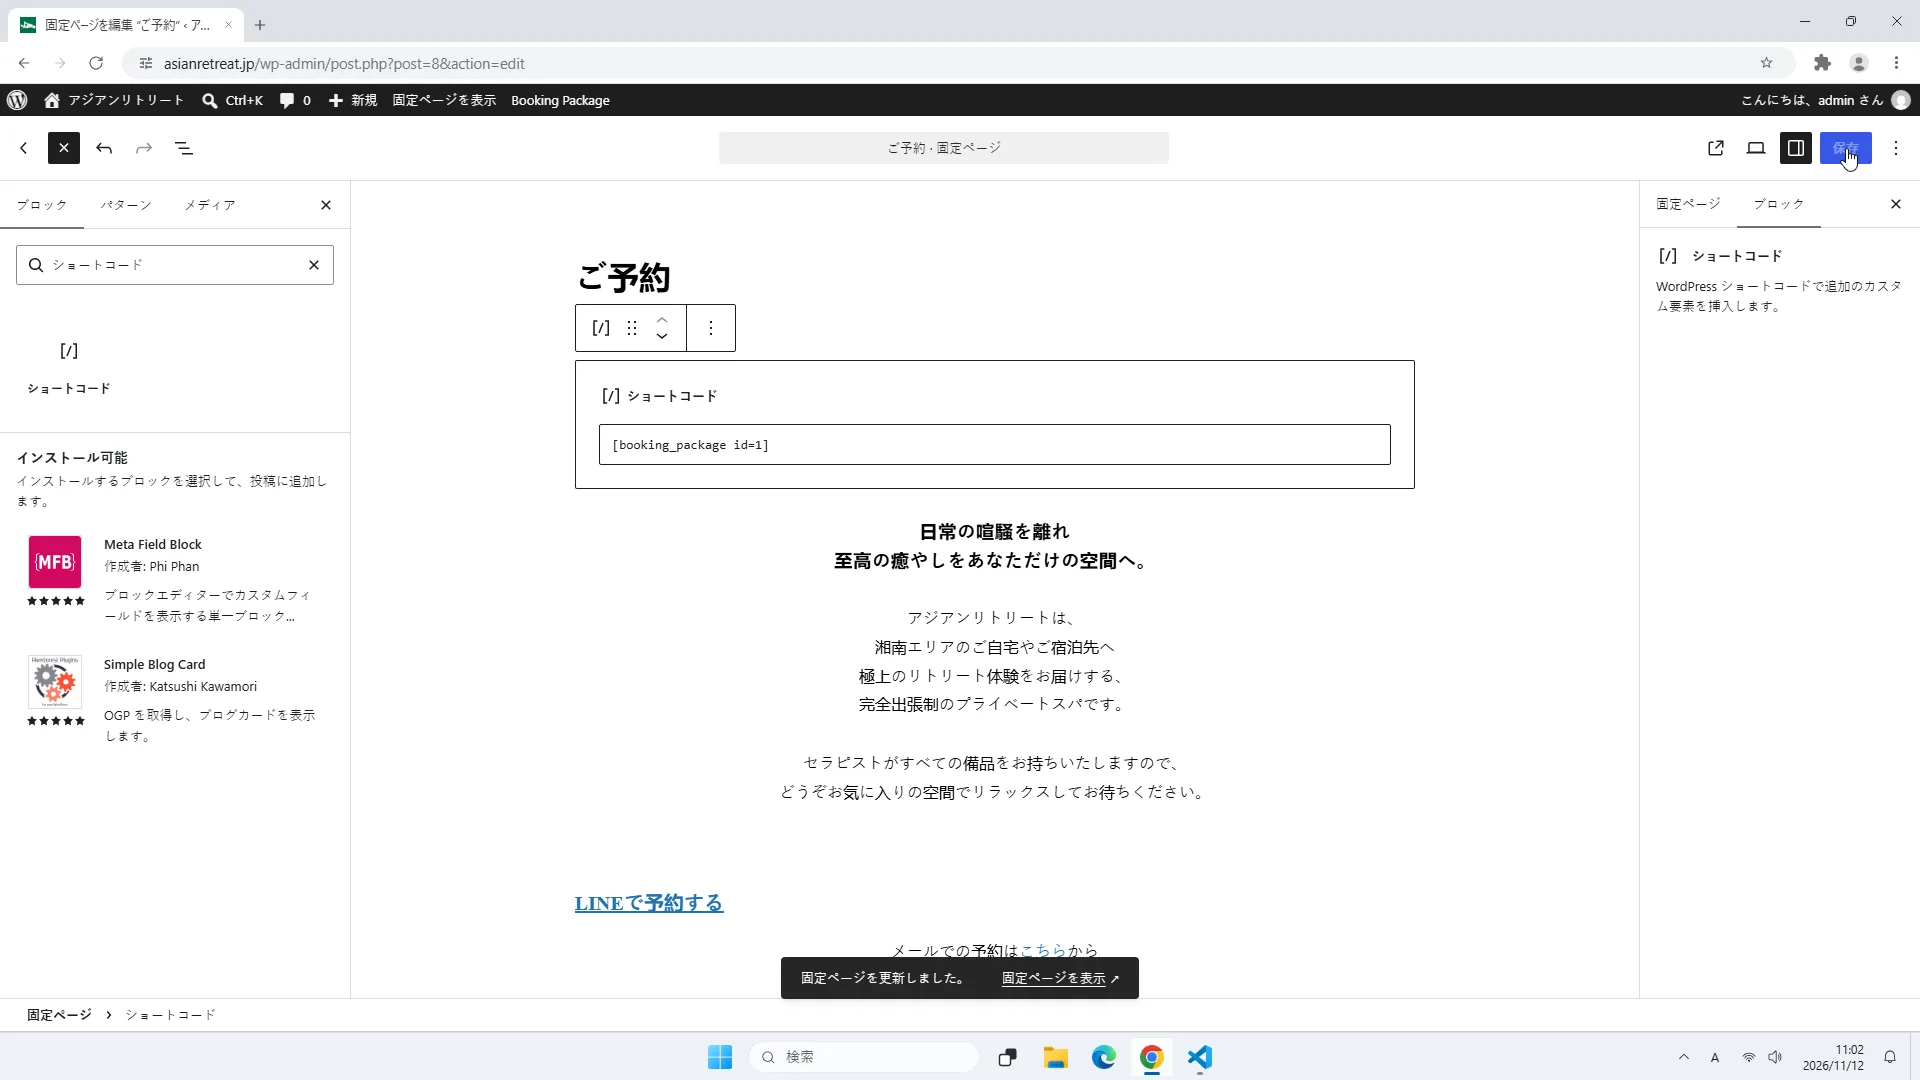 固定ページを編集 "ご予約" ‹ ア...
asianretreat.jp/wp-admin/post.php?post=8&action=edit
アジアンリトリート Ctrl+K 0 新規 固定ページを表示 Booking Package こんにちは、admin さん
ご予約 · 固定ページ
保存
ブロック パターン メディア
ショートコード
[/]
ショートコード
インストール可能
インストールするブロックを選択して、投稿に追加し
ます。
{MFB}
Meta Field Block
作成者: Phi Phan
ブロックエディターでカスタムフィ
ールドを表示する単一ブロック...
Simple Blog Card
作成者: Katsushi Kawamori
OGP を取得し、ブログカードを表示
します。
ご予約
[/]
[/] ショートコード
[booking_package id=1]
日常の喧騒を離れ
至高の癒やしをあなただけの空間へ。
アジアンリトリートは、
湘南エリアのご自宅やご宿泊先へ
極上のリトリート体験をお届けする、
完全出張制のプライベートスパです。
セラピストがすべての備品をお持ちいたしますので、
どうぞお気に入りの空間でリラックスしてお待ちください。
LINEで予約する
メールでの予約はこちらから
固定ページを更新しました。 固定ページを表示 ↗
固定ページ ブロック
[/] ショートコード
WordPress ショートコードで追加のカスタ
ム要素を挿入します。
固定ページ › ショートコード
検索
A
11:02
2026/11/12